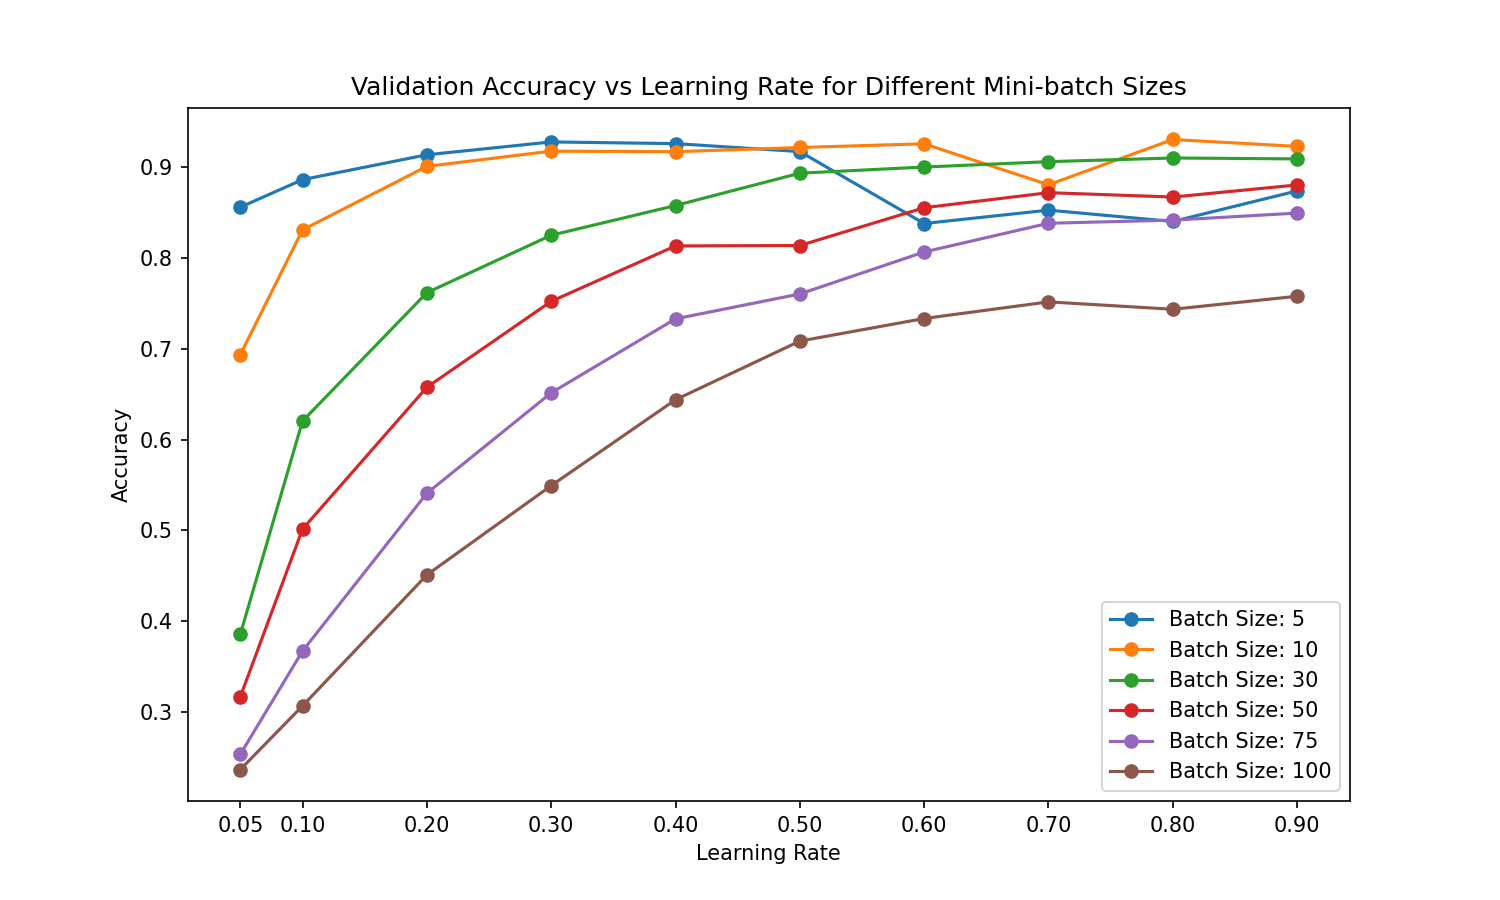 Validation Accuracy vs Learning Rate for Different Mini-batch Sizes
Accuracy
0.9
0.8
0.7
0.6
0.5
0.4
0.3
Batch Size: 5
Batch Size: 10
Batch Size: 30
Batch Size: 50
Batch Size: 75
Batch Size: 100
0.05 0.10 0.20 0.30 0.40 0.50 0.60 0.70 0.80 0.90
Learning Rate